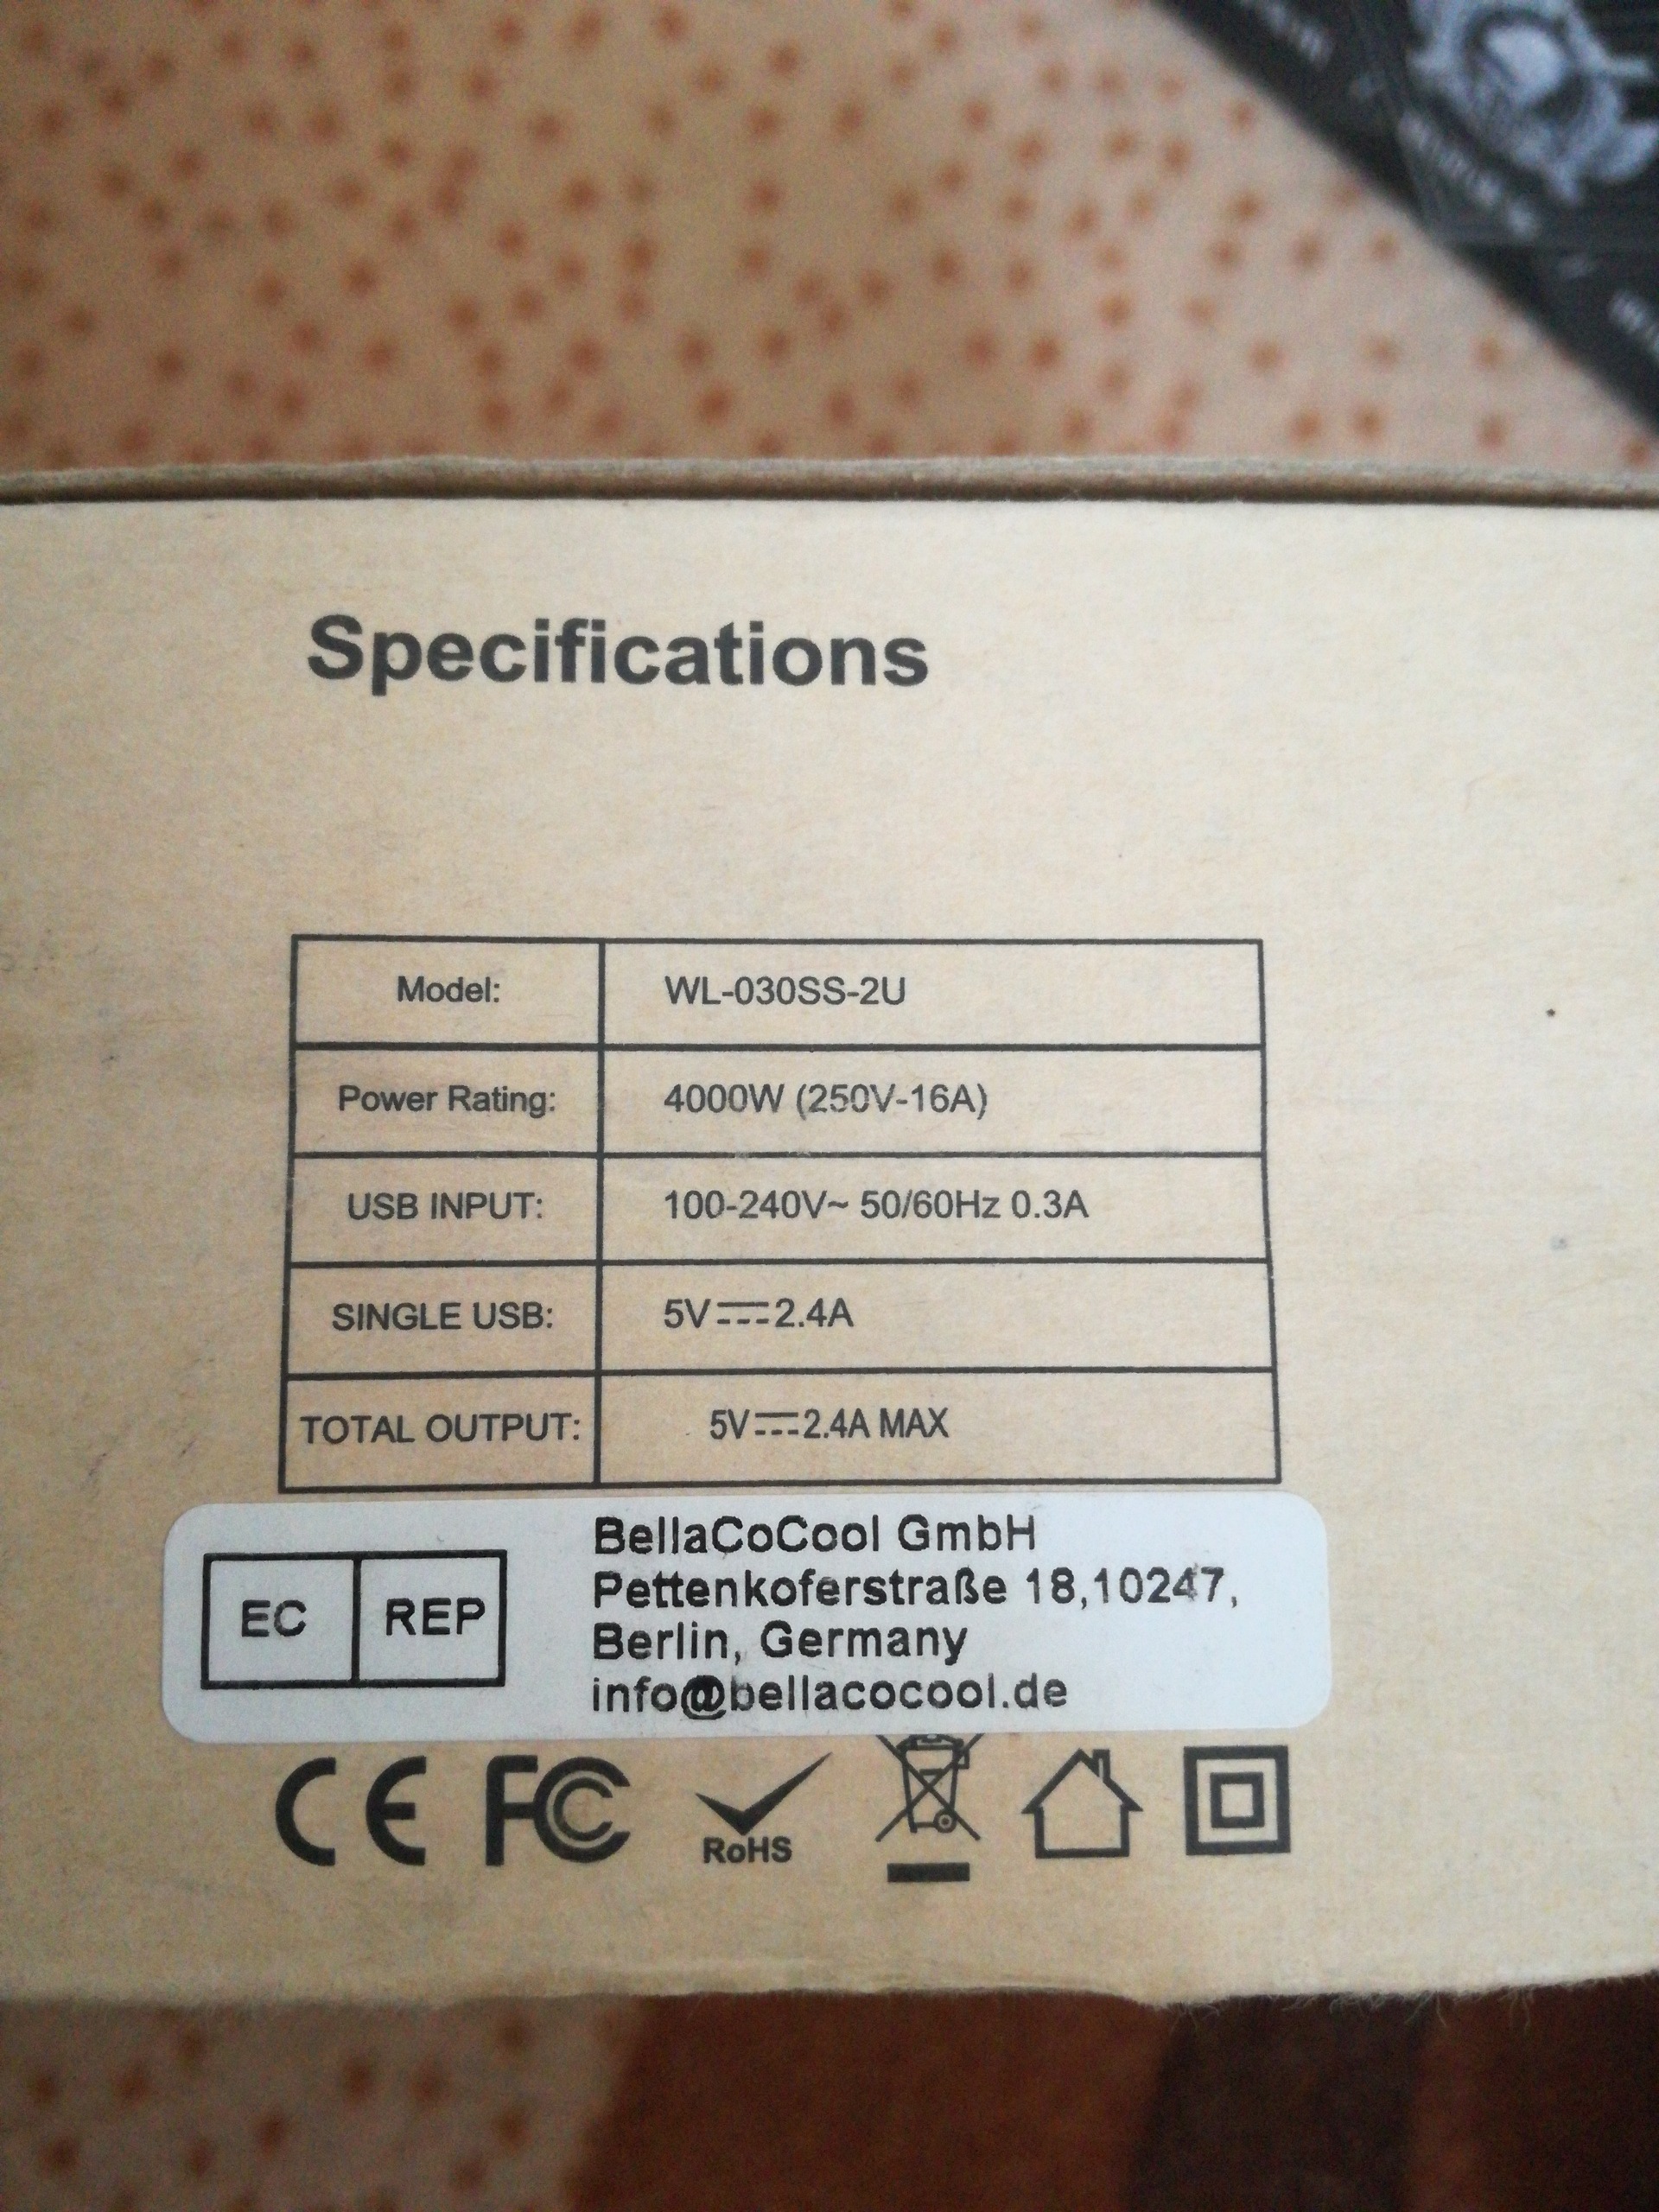 Specifications
Model: WL-030SS-2U
Power Rating: 4000W (250V-16A)
USB INPUT: 100-240V~ 50/60Hz 0.3A
SINGLE USB: 5V⎓2.4A
TOTAL OUTPUT: 5V⎓2.4A MAX
EC REP
BellaCoCool GmbH
Pettenkoferstraße 18,10247,
Berlin, Germany
info@bellacocool.de
CE FC RoHS